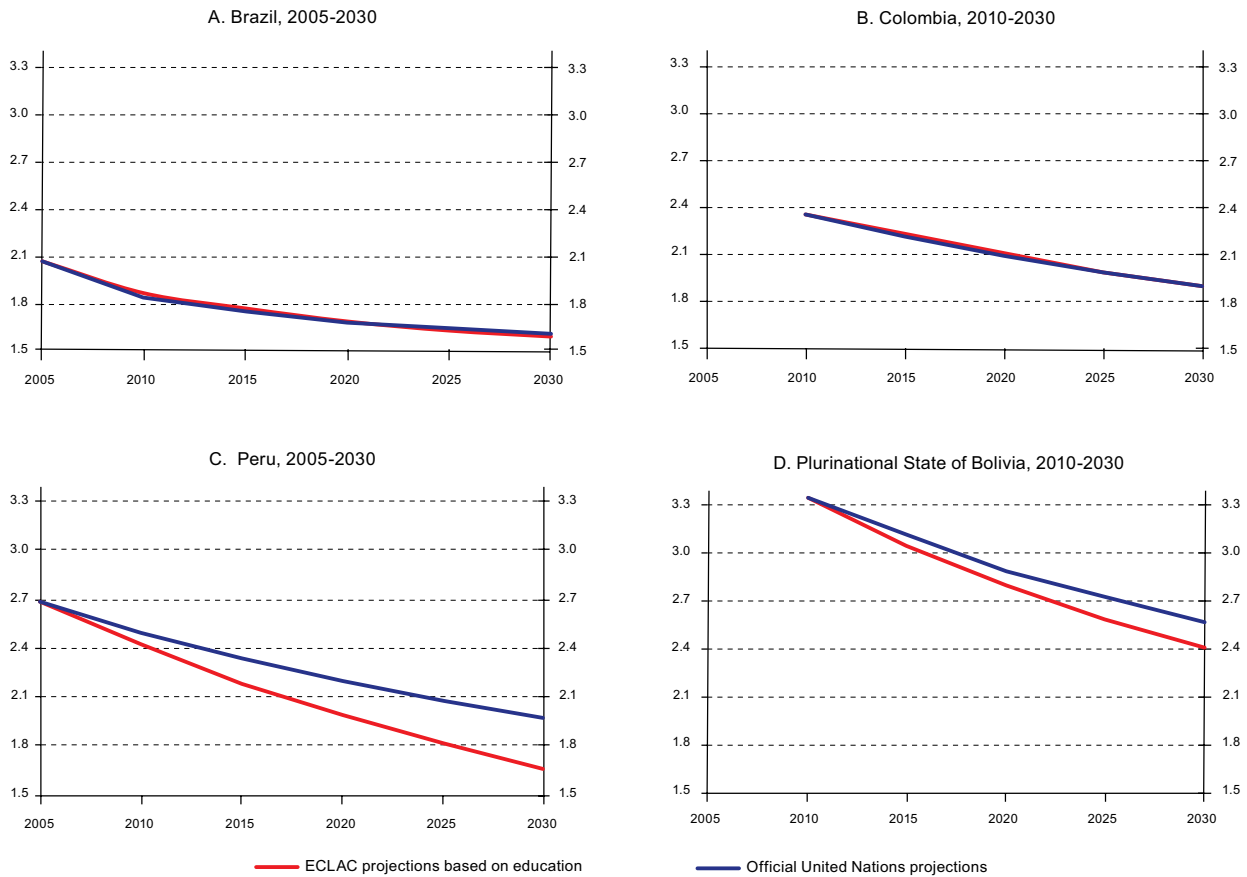 A. Brazil, 2005-2030
3.3 3.3
3.0 3.0
2.7 2.7
2.4 2.4
2.1 2.1
1.8 1.8
1.5 1.5
2005 2010 2015 2020 2025 2030
B. Colombia, 2010-2030
3.3 3.3
3.0 3.0
2.7 2.7
2.4 2.4
2.1 2.1
1.8 1.8
1.5 1.5
2005 2010 2015 2020 2025 2030
C. Peru, 2005-2030
3.3 3.3
3.0 3.0
2.7 2.7
2.4 2.4
2.1 2.1
1.8 1.8
1.5 1.5
2005 2010 2015 2020 2025 2030
D. Plurinational State of Bolivia, 2010-2030
3.3 3.3
3.0 3.0
2.7 2.7
2.4 2.4
2.1 2.1
1.8 1.8
1.5 1.5
2005 2010 2015 2020 2025 2030
ECLAC projections based on education
Official United Nations projections